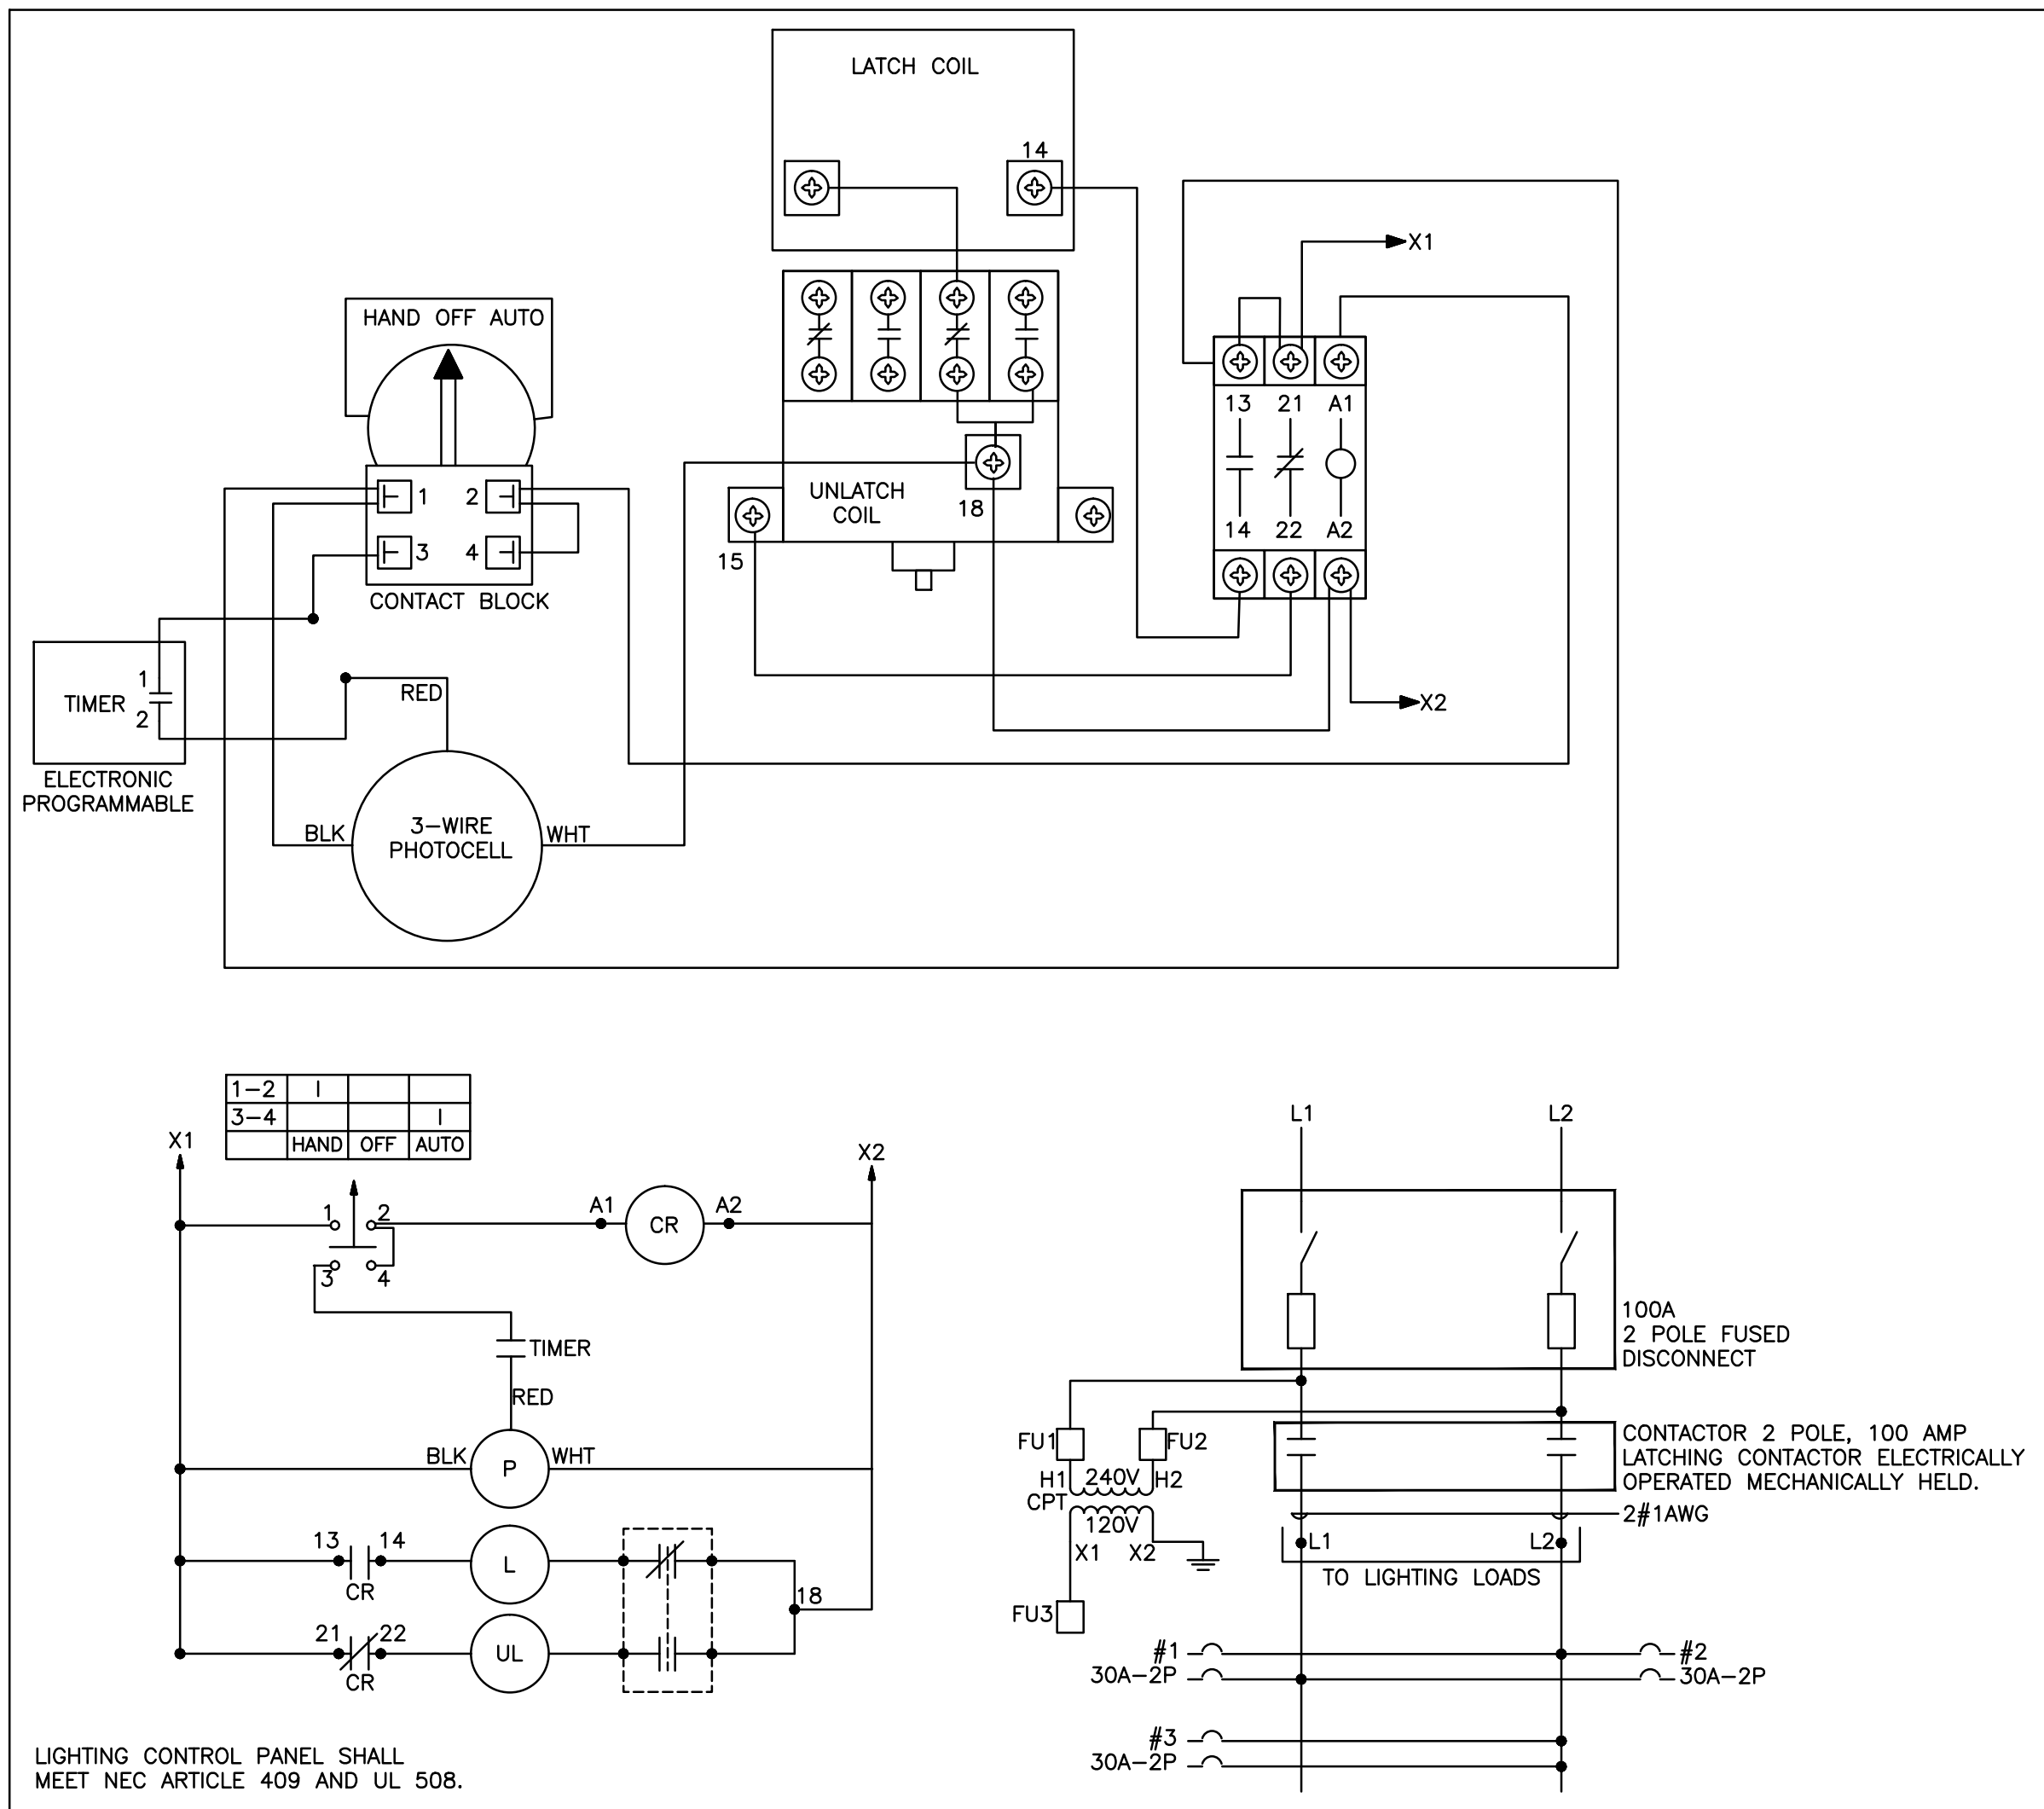 LATCH COIL
14
X1
HAND OFF AUTO
13 21 A1
1 2
UNLATCH
COIL
18
14 22 A2
3 4
15
CONTACT BLOCK
1
TIMER
2
RED
X2
ELECTRONIC
PROGRAMMABLE
BLK
3-WIRE
PHOTOCELL
WHT
1-2 I
3-4 I
HAND OFF AUTO
X1
X2
1 2
A1 CR A2
3 4
TIMER
RED
BLK P WHT
13 14
CR
L
18
21 22
CR
UL
LIGHTING CONTROL PANEL SHALL
MEET NEC ARTICLE 409 AND UL 508.
L1 L2
100A
2 POLE FUSED
DISCONNECT
FU1 FU2
CONTACTOR 2 POLE, 100 AMP
LATCHING CONTACTOR ELECTRICALLY
OPERATED MECHANICALLY HELD.
H1 240V H2
CPT
120V
2#1AWG
X1 X2
L1 L2
TO LIGHTING LOADS
FU3
#1 #2
30A-2P 30A-2P
#3
30A-2P